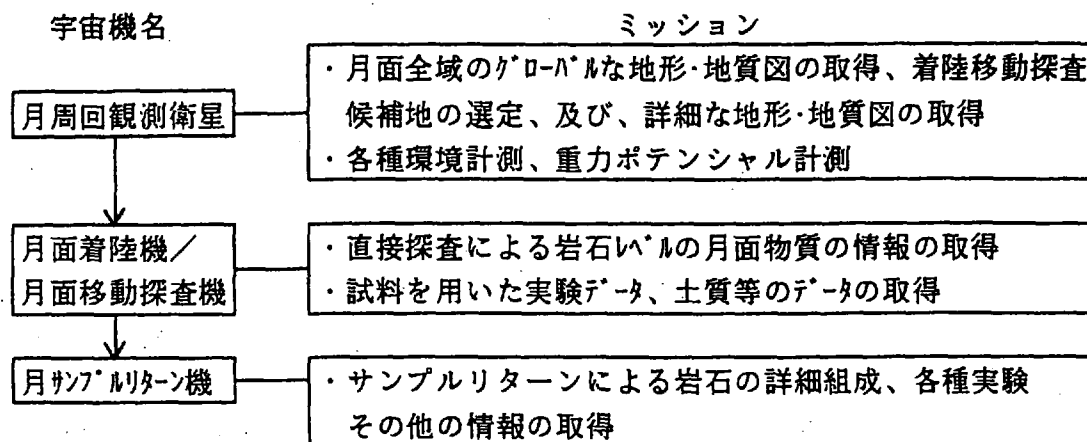 宇宙機名
ミッション
月周回観測衛星
・月面全域のｸﾞﾛｰﾊﾞﾙな地形･地質図の取得、着陸移動探査
候補地の選定、及び、詳細な地形･地質図の取得
・各種環境計測、重力ポテンシャル計測
月面着陸機／
月面移動探査機
・直接探査による岩石ﾚﾍﾞﾙの月面物質の情報の取得
・試料を用いた実験ﾃﾞｰﾀ、土質等のﾃﾞｰﾀの取得
月ｻﾝﾌﾟﾙﾘﾀｰﾝ機
・サンプルリターンによる岩石の詳細組成、各種実験
その他の情報の取得